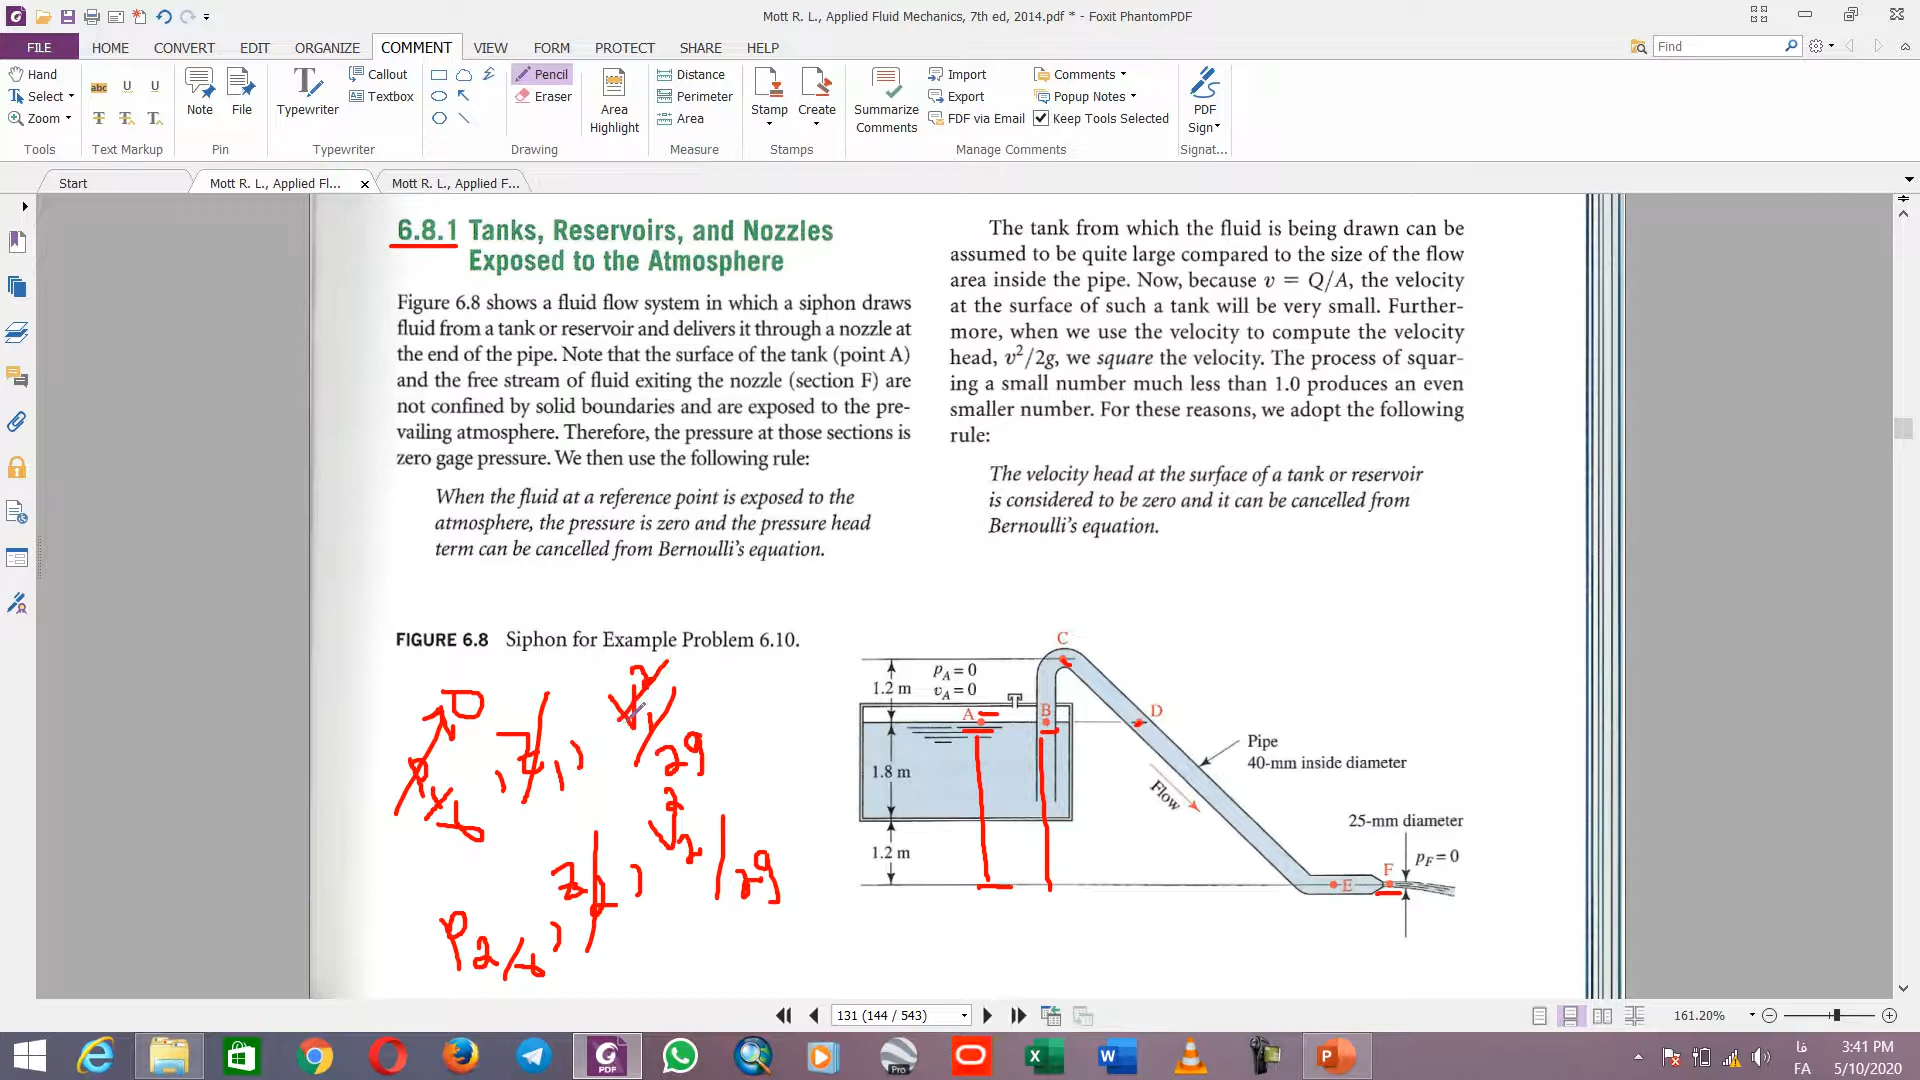 Mott R. L., Applied Fluid Mechanics, 7th ed, 2014.pdf * - Foxit PhantomPDF
FILE HOME CONVERT EDIT ORGANIZE COMMENT VIEW FORM PROTECT SHARE HELP
Find
Hand
Select
Zoom
Tools
Text Markup
Note
File
Pin
Typewriter
Callout
Textbox
Typewriter
Pencil
Eraser
Area Highlight
Drawing
Distance
Perimeter
Area
Measure
Stamp
Create
Stamps
Summarize Comments
Import
Export
FDF via Email
Comments
Popup Notes
Keep Tools Selected
Manage Comments
PDF Sign
Signat...
Start
Mott R. L., Applied Fl...
Mott R. L., Applied F...
6.8.1 Tanks, Reservoirs, and Nozzles
Exposed to the Atmosphere
Figure 6.8 shows a fluid flow system in which a siphon draws
fluid from a tank or reservoir and delivers it through a nozzle at
the end of the pipe. Note that the surface of the tank (point A)
and the free stream of fluid exiting the nozzle (section F) are
not confined by solid boundaries and are exposed to the pre-
vailing atmosphere. Therefore, the pressure at those sections is
zero gage pressure. We then use the following rule:
When the fluid at a reference point is exposed to the
atmosphere, the pressure is zero and the pressure head
term can be cancelled from Bernoulli's equation.
The tank from which the fluid is being drawn can be
assumed to be quite large compared to the size of the flow
area inside the pipe. Now, because v = Q/A, the velocity
at the surface of such a tank will be very small. Further-
more, when we use the velocity to compute the velocity
head, v²/2g, we square the velocity. The process of squar-
ing a small number much less than 1.0 produces an even
smaller number. For these reasons, we adopt the following
rule:
The velocity head at the surface of a tank or reservoir
is considered to be zero and it can be cancelled from
Bernoulli's equation.
FIGURE 6.8 Siphon for Example Problem 6.10.
C
1.2 m
pA = 0
vA = 0
A
B
D
1.8 m
Flow
Pipe
40-mm inside diameter
25-mm diameter
1.2 m
pF = 0
E
F
131 (144 / 543)
161.20%
PDF
Pro
فا
FA
3:41 PM
5/10/2020